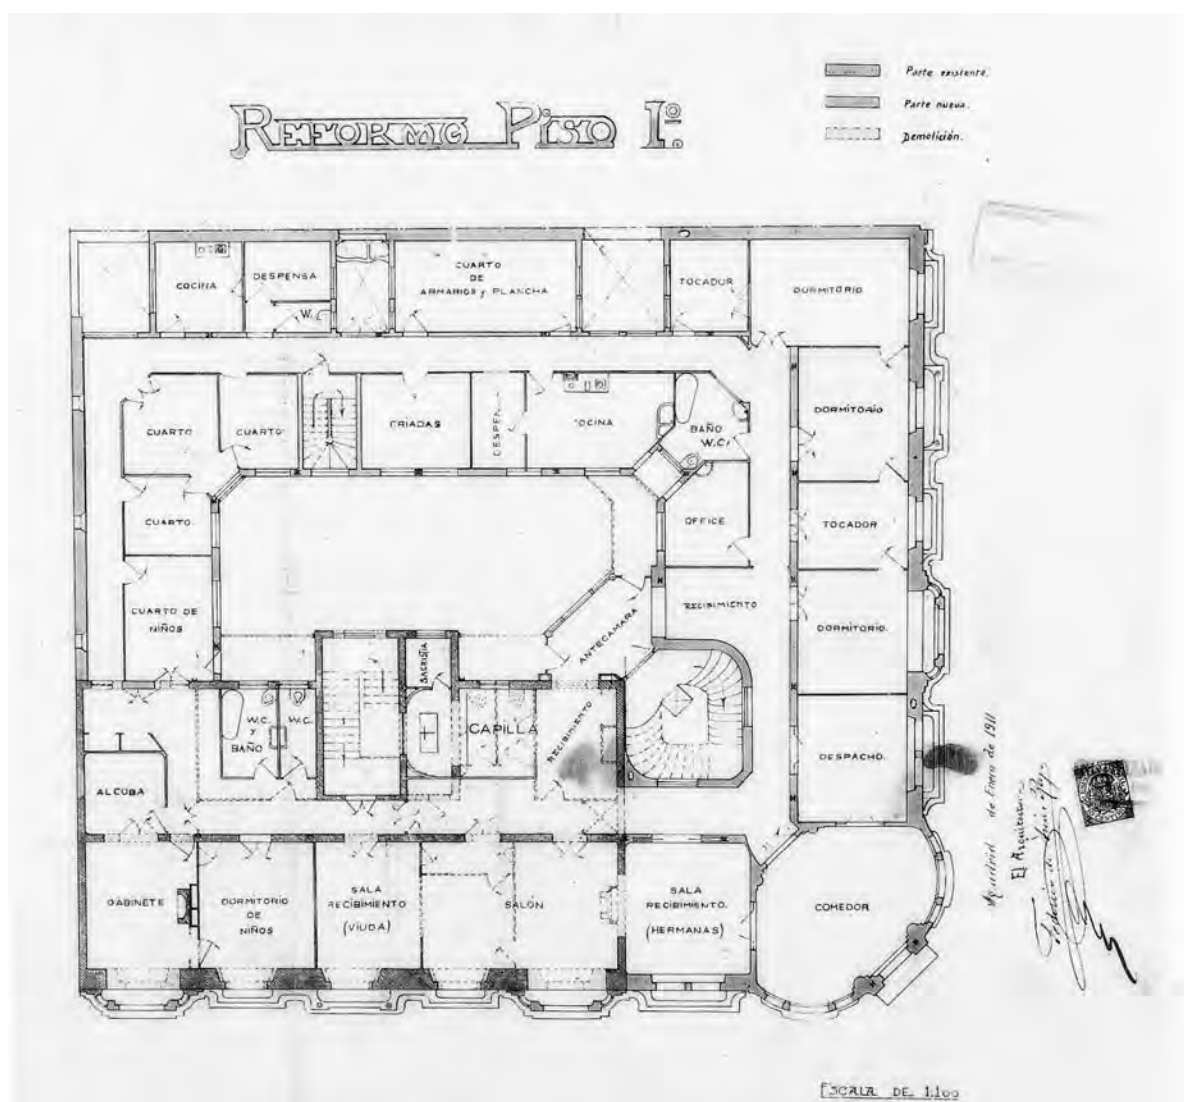 Parte existente.
Parte nueva.
Demolición.
REFORMA PISO 1º.
COCINA
DESPENSA
W.C.
CUARTO
DE
ARMARIOS y PLANCHA
TOCADOR
DORMITORIO
CUARTO
CUARTO
CRIADAS
DESPEN
COCINA
BAÑO
W.C.
DORMITORIO
CUARTO.
OFFICE
TOCADOR
CUARTO DE
NIÑOS
ANTECAMARA
RECIBIMIENTO
DORMITORIO.
SACRISTIA
W.C.
y
BAÑO
W.C.
CAPILLA
RECIBIMIENTO
DESPACHO.
ALCOBA
GABINETE
DORMITORIO
DE
NIÑOS
SALA
RECIBIMIENTO
(VIUDA)
SALON
SALA
RECIBIMIENTO.
(HERMANAS)
COMEDOR
Madrid de Enero de 1911
El Arquitecto
ESCALA DE 1:100